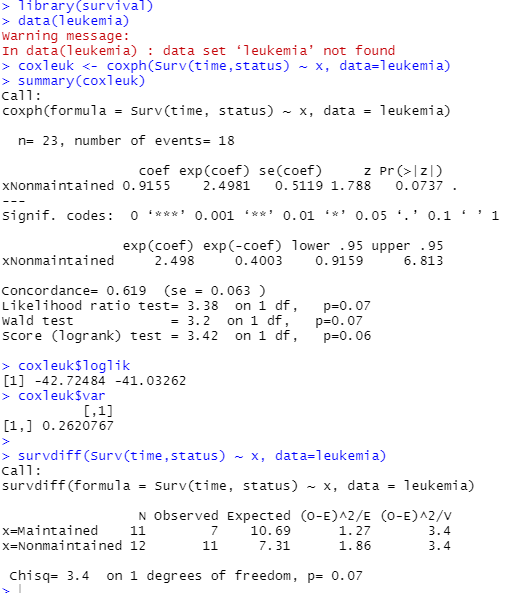 > library(survival)
> data(leukemia)
Warning message:
In data(leukemia) : data set ‘leukemia’ not found
> coxleuk <- coxph(Surv(time,status) ~ x, data=leukemia)
> summary(coxleuk)
Call:
coxph(formula = Surv(time, status) ~ x, data = leukemia)

  n= 23, number of events= 18

                coef exp(coef) se(coef)     z Pr(>|z|)
xNonmaintained 0.9155    2.4981   0.5119 1.788   0.0737 .
---
Signif. codes:  0 ‘***’ 0.001 ‘**’ 0.01 ‘*’ 0.05 ‘.’ 0.1 ‘ ’ 1

               exp(coef) exp(-coef) lower .95 upper .95
xNonmaintained     2.498     0.4003    0.9159     6.813

Concordance= 0.619  (se = 0.063 )
Likelihood ratio test= 3.38  on 1 df,   p=0.07
Wald test            = 3.2  on 1 df,   p=0.07
Score (logrank) test = 3.42  on 1 df,   p=0.06

> coxleuk$loglik
[1] -42.72484 -41.03262
> coxleuk$var
          [,1]
[1,] 0.2620767
>
> survdiff(Surv(time,status) ~ x, data=leukemia)
Call:
survdiff(formula = Surv(time, status) ~ x, data = leukemia)

                 N Observed Expected (O-E)^2/E (O-E)^2/V
x=Maintained    11        7    10.69      1.27       3.4
x=Nonmaintained 12       11     7.31      1.86       3.4

 Chisq= 3.4  on 1 degrees of freedom, p= 0.07
>